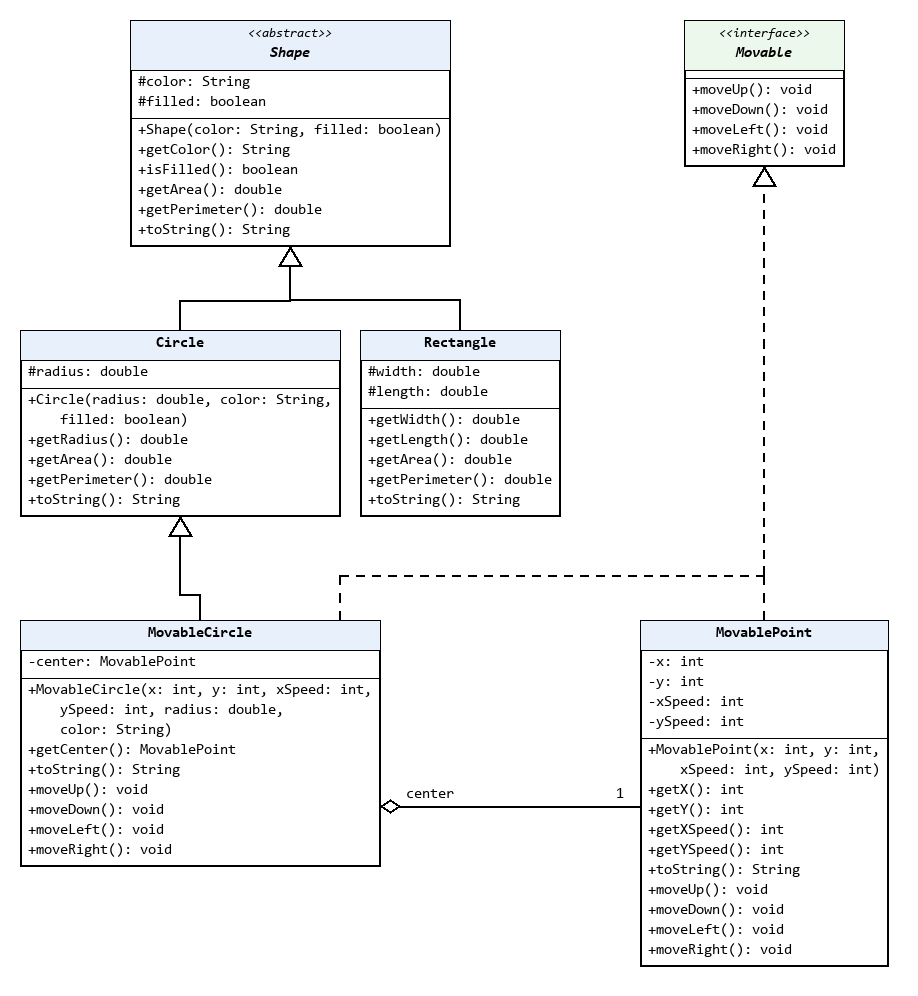 <<abstract>>
Shape
#color: String
#filled: boolean
+Shape(color: String, filled: boolean)
+getColor(): String
+isFilled(): boolean
+getArea(): double
+getPerimeter(): double
+toString(): String
<<interface>>
Movable
+moveUp(): void
+moveDown(): void
+moveLeft(): void
+moveRight(): void
Circle
#radius: double
+Circle(radius: double, color: String,
filled: boolean)
+getRadius(): double
+getArea(): double
+getPerimeter(): double
+toString(): String
Rectangle
#width: double
#length: double
+getWidth(): double
+getLength(): double
+getArea(): double
+getPerimeter(): double
+toString(): String
MovableCircle
-center: MovablePoint
+MovableCircle(x: int, y: int, xSpeed: int,
ySpeed: int, radius: double,
color: String)
+getCenter(): MovablePoint
+toString(): String
+moveUp(): void
+moveDown(): void
+moveLeft(): void
+moveRight(): void
center
1
MovablePoint
-x: int
-y: int
-xSpeed: int
-ySpeed: int
+MovablePoint(x: int, y: int,
xSpeed: int, ySpeed: int)
+getX(): int
+getY(): int
+getXSpeed(): int
+getYSpeed(): int
+toString(): String
+moveUp(): void
+moveDown(): void
+moveLeft(): void
+moveRight(): void